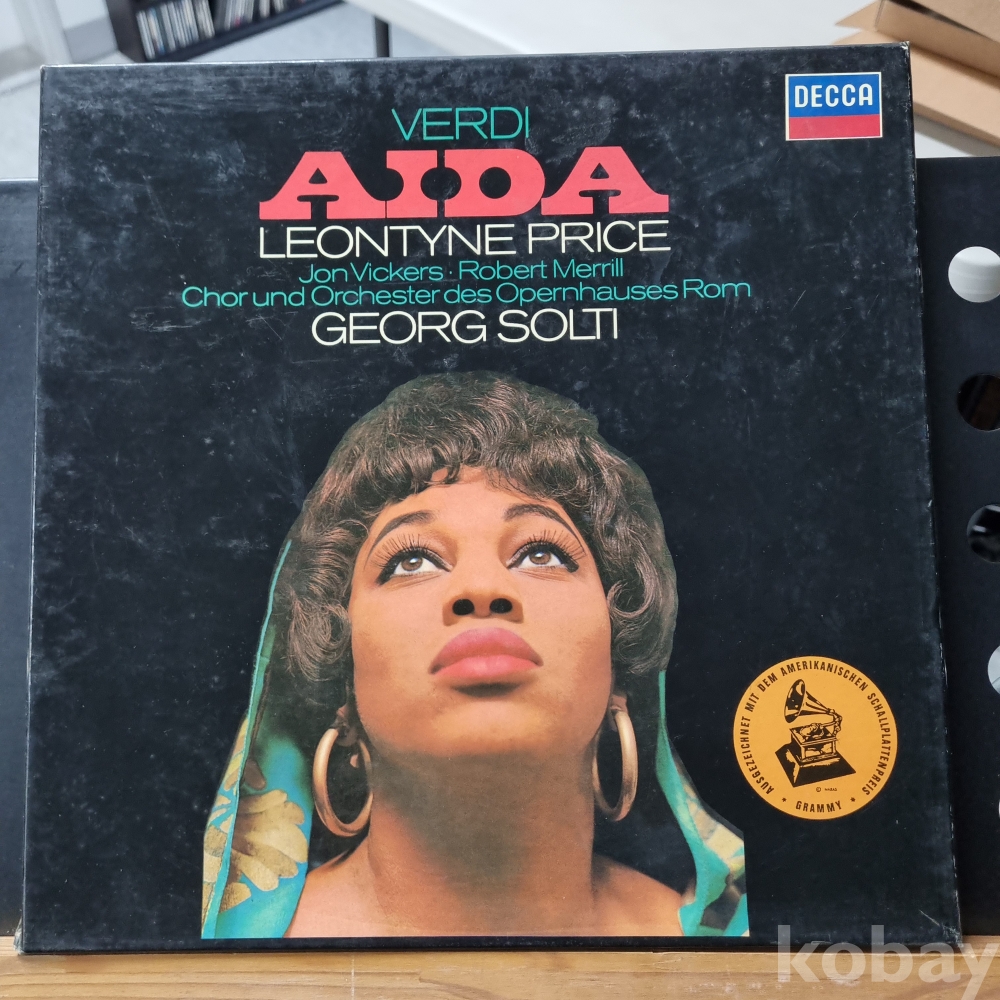 DECCA
VERDI
AIDA
LEONTYNE PRICE
Jon Vickers · Robert Merrill
Chor und Orchester des Opernhauses Rom
GEORG SOLTI
AUSGEZEICHNET MIT DEM AMERIKANISCHEN SCHALLPLATTENPREIS
• GRAMMY •
kobay